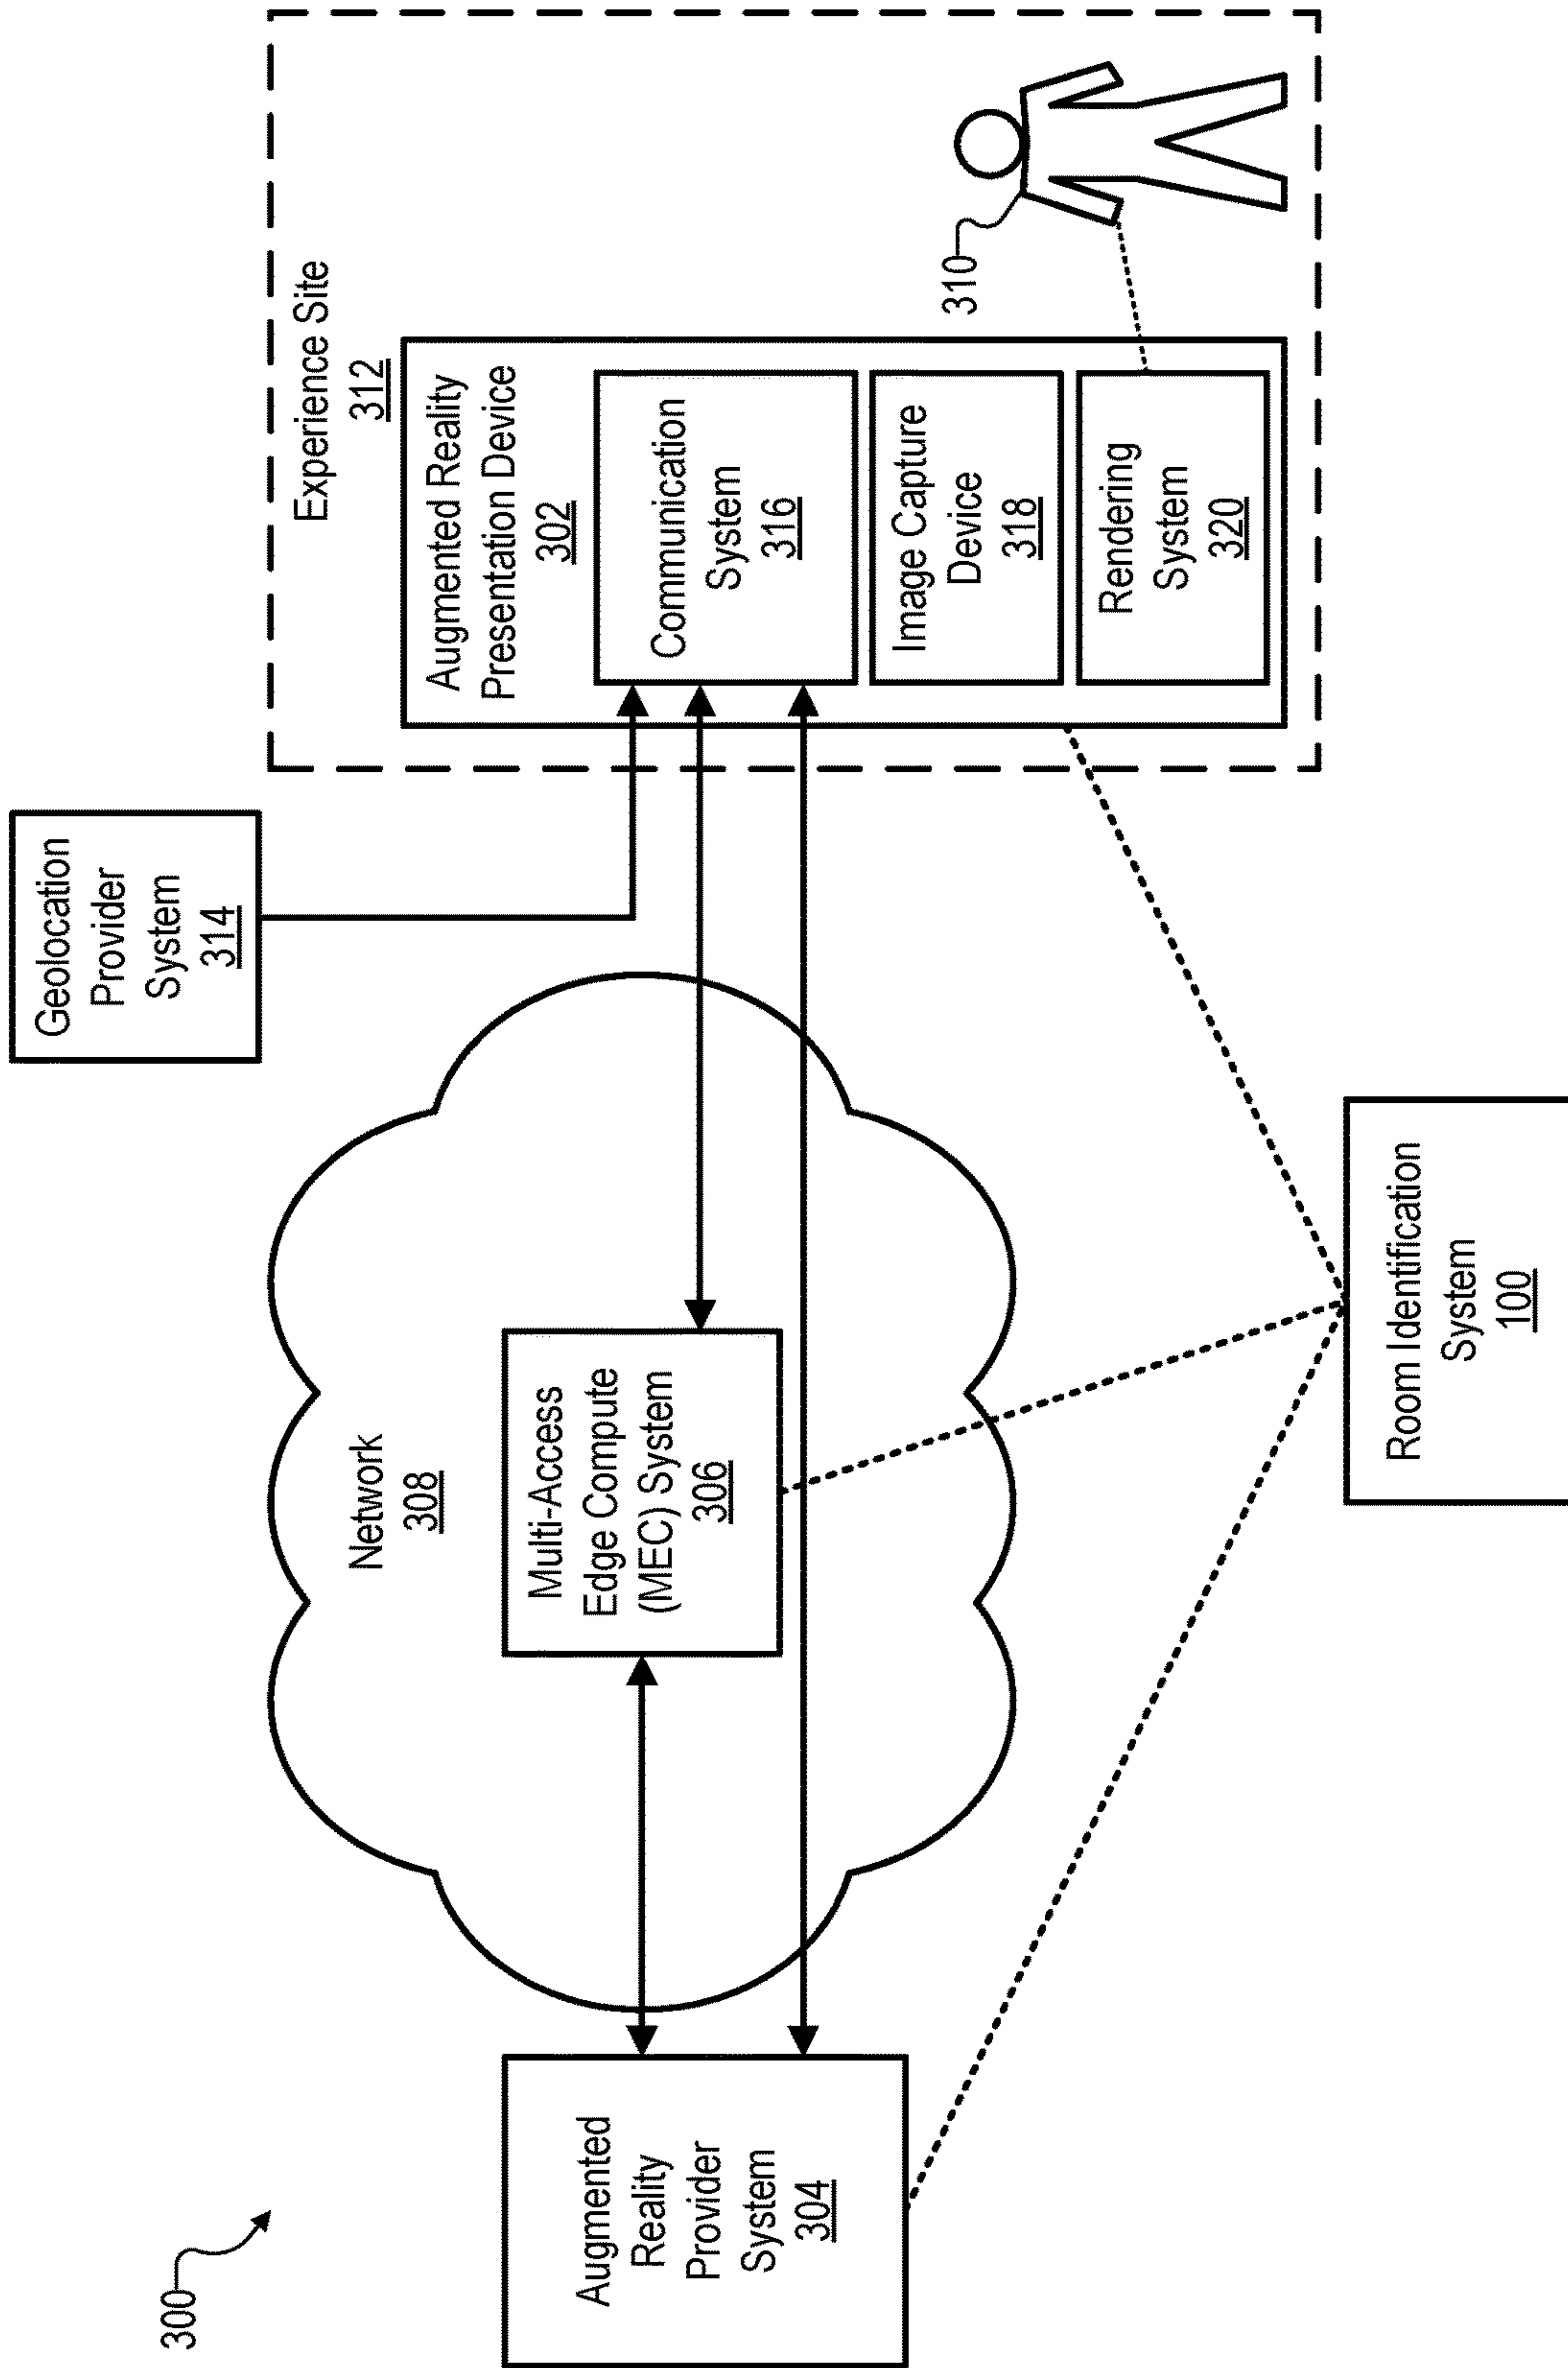 300
Geolocation
Provider
System
314
Experience Site
312
Augmented Reality
Presentation Device
302
Communication
System
316
Image Capture
Device
318
Rendering
System
320
310
Network
308
Multi-Access
Edge Compute
(MEC) System
306
Augmented
Reality
Provider
System
304
Room Identification
System
100